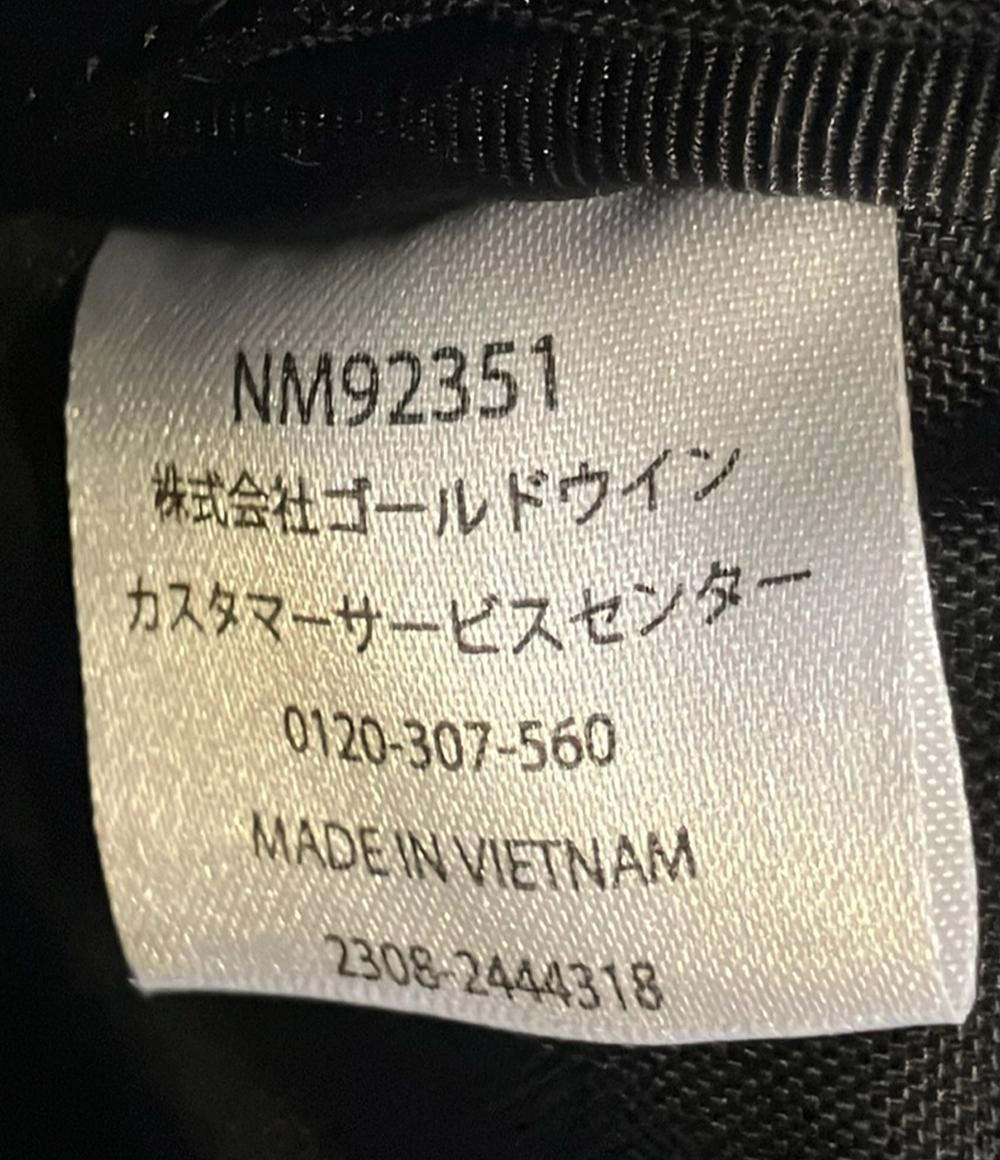 NM92351
株式会社ゴールドウイン
カスタマーサービスセンター
0120-307-560
MADE IN VIETNAM
2308-2444318